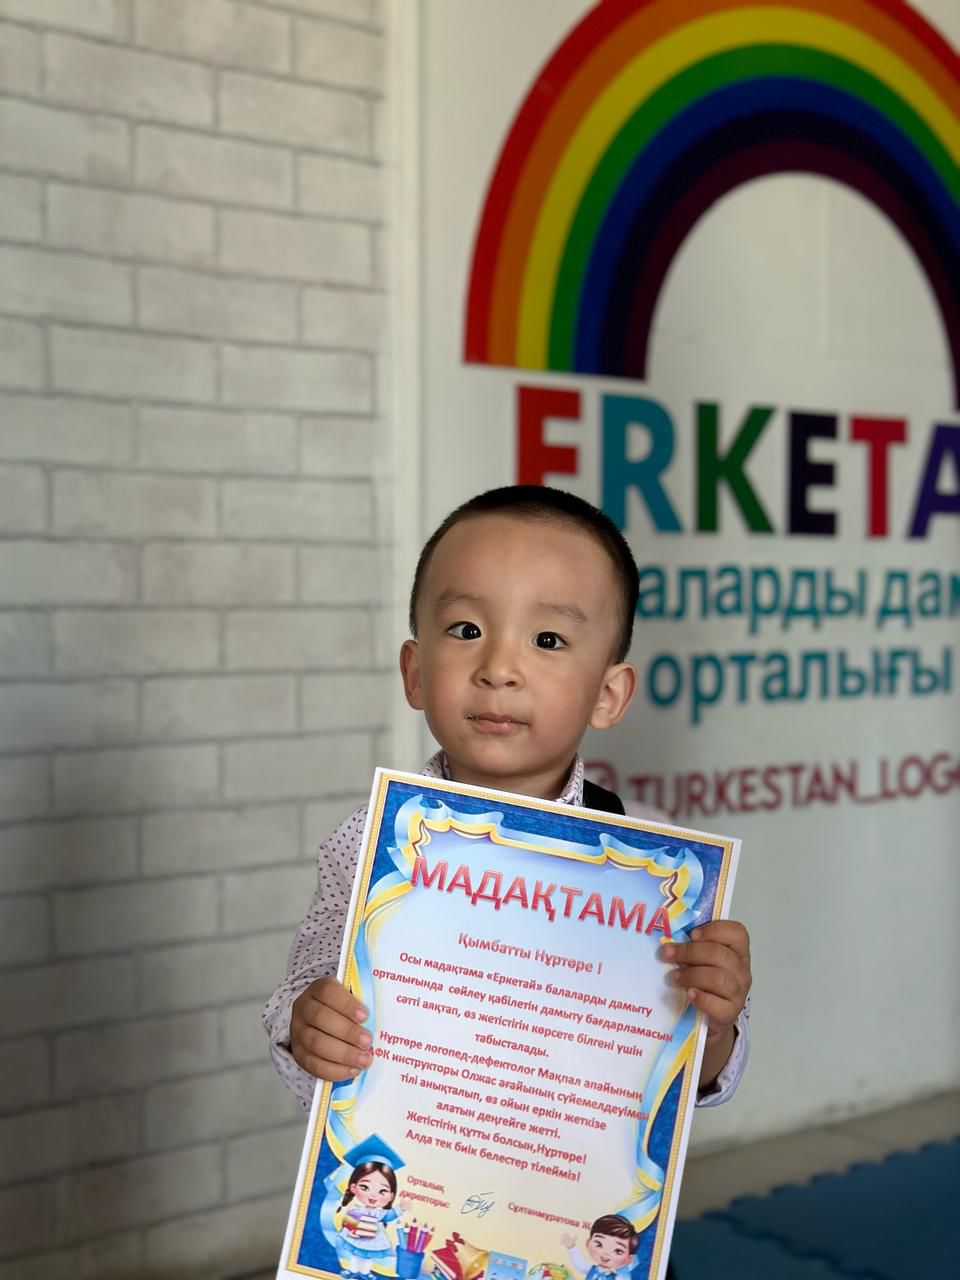 ERKETA
аларды дам
орталығы
TURKESTAN_LOG
МАДАҚТАМА
Қымбатты Нұртөре !
Осы мадақтама «Еркетай» балаларды дамыту
орталығында сөйлеу қабілетін дамыту бағдарламасын
сәтті аяқтап, өз жетістігін көрсете білгені үшін
табысталады.
Нұртөре логопед-дефектолог Мақпал апайының
АФК инструкторы Олжас ағайының сүйемелдеуімен
тілі анықталып, өз ойын еркін жеткізе
алатын деңгейге жетті.
Жетістігің құтты болсын,Нұртөре!
Алда тек биік белестер тілейміз!
Орталық
директоры:
Сұлтанмұратова Ж